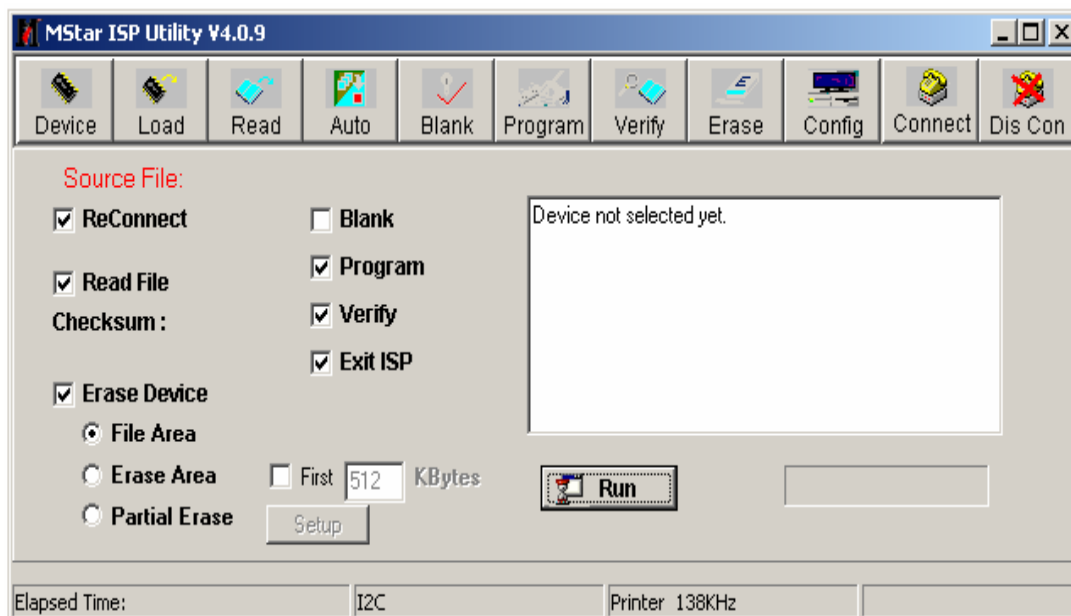 MStar ISP Utility V4.0.9
Device Load Read Auto Blank Program Verify Erase Config Connect Dis Con
Source File:
ReConnect
Blank
Device not selected yet.
Read File
Program
Checksum :
Verify
Exit ISP
Erase Device
File Area
Erase Area
First 512 KBytes
Run
Partial Erase
Setup
Elapsed Time:
I2C
Printer 138KHz